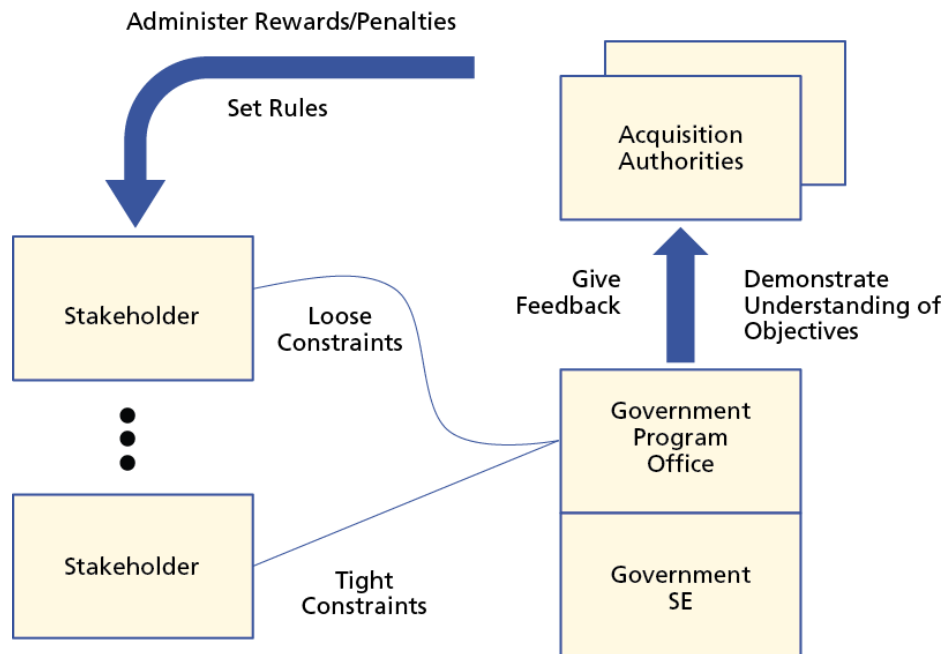 Administer Rewards/Penalties
Set Rules
Acquisition
Authorities
Stakeholder
Loose
Constraints
Give
Feedback
Demonstrate
Understanding of
Objectives
Government
Program
Office
Stakeholder
Tight
Constraints
Government
SE